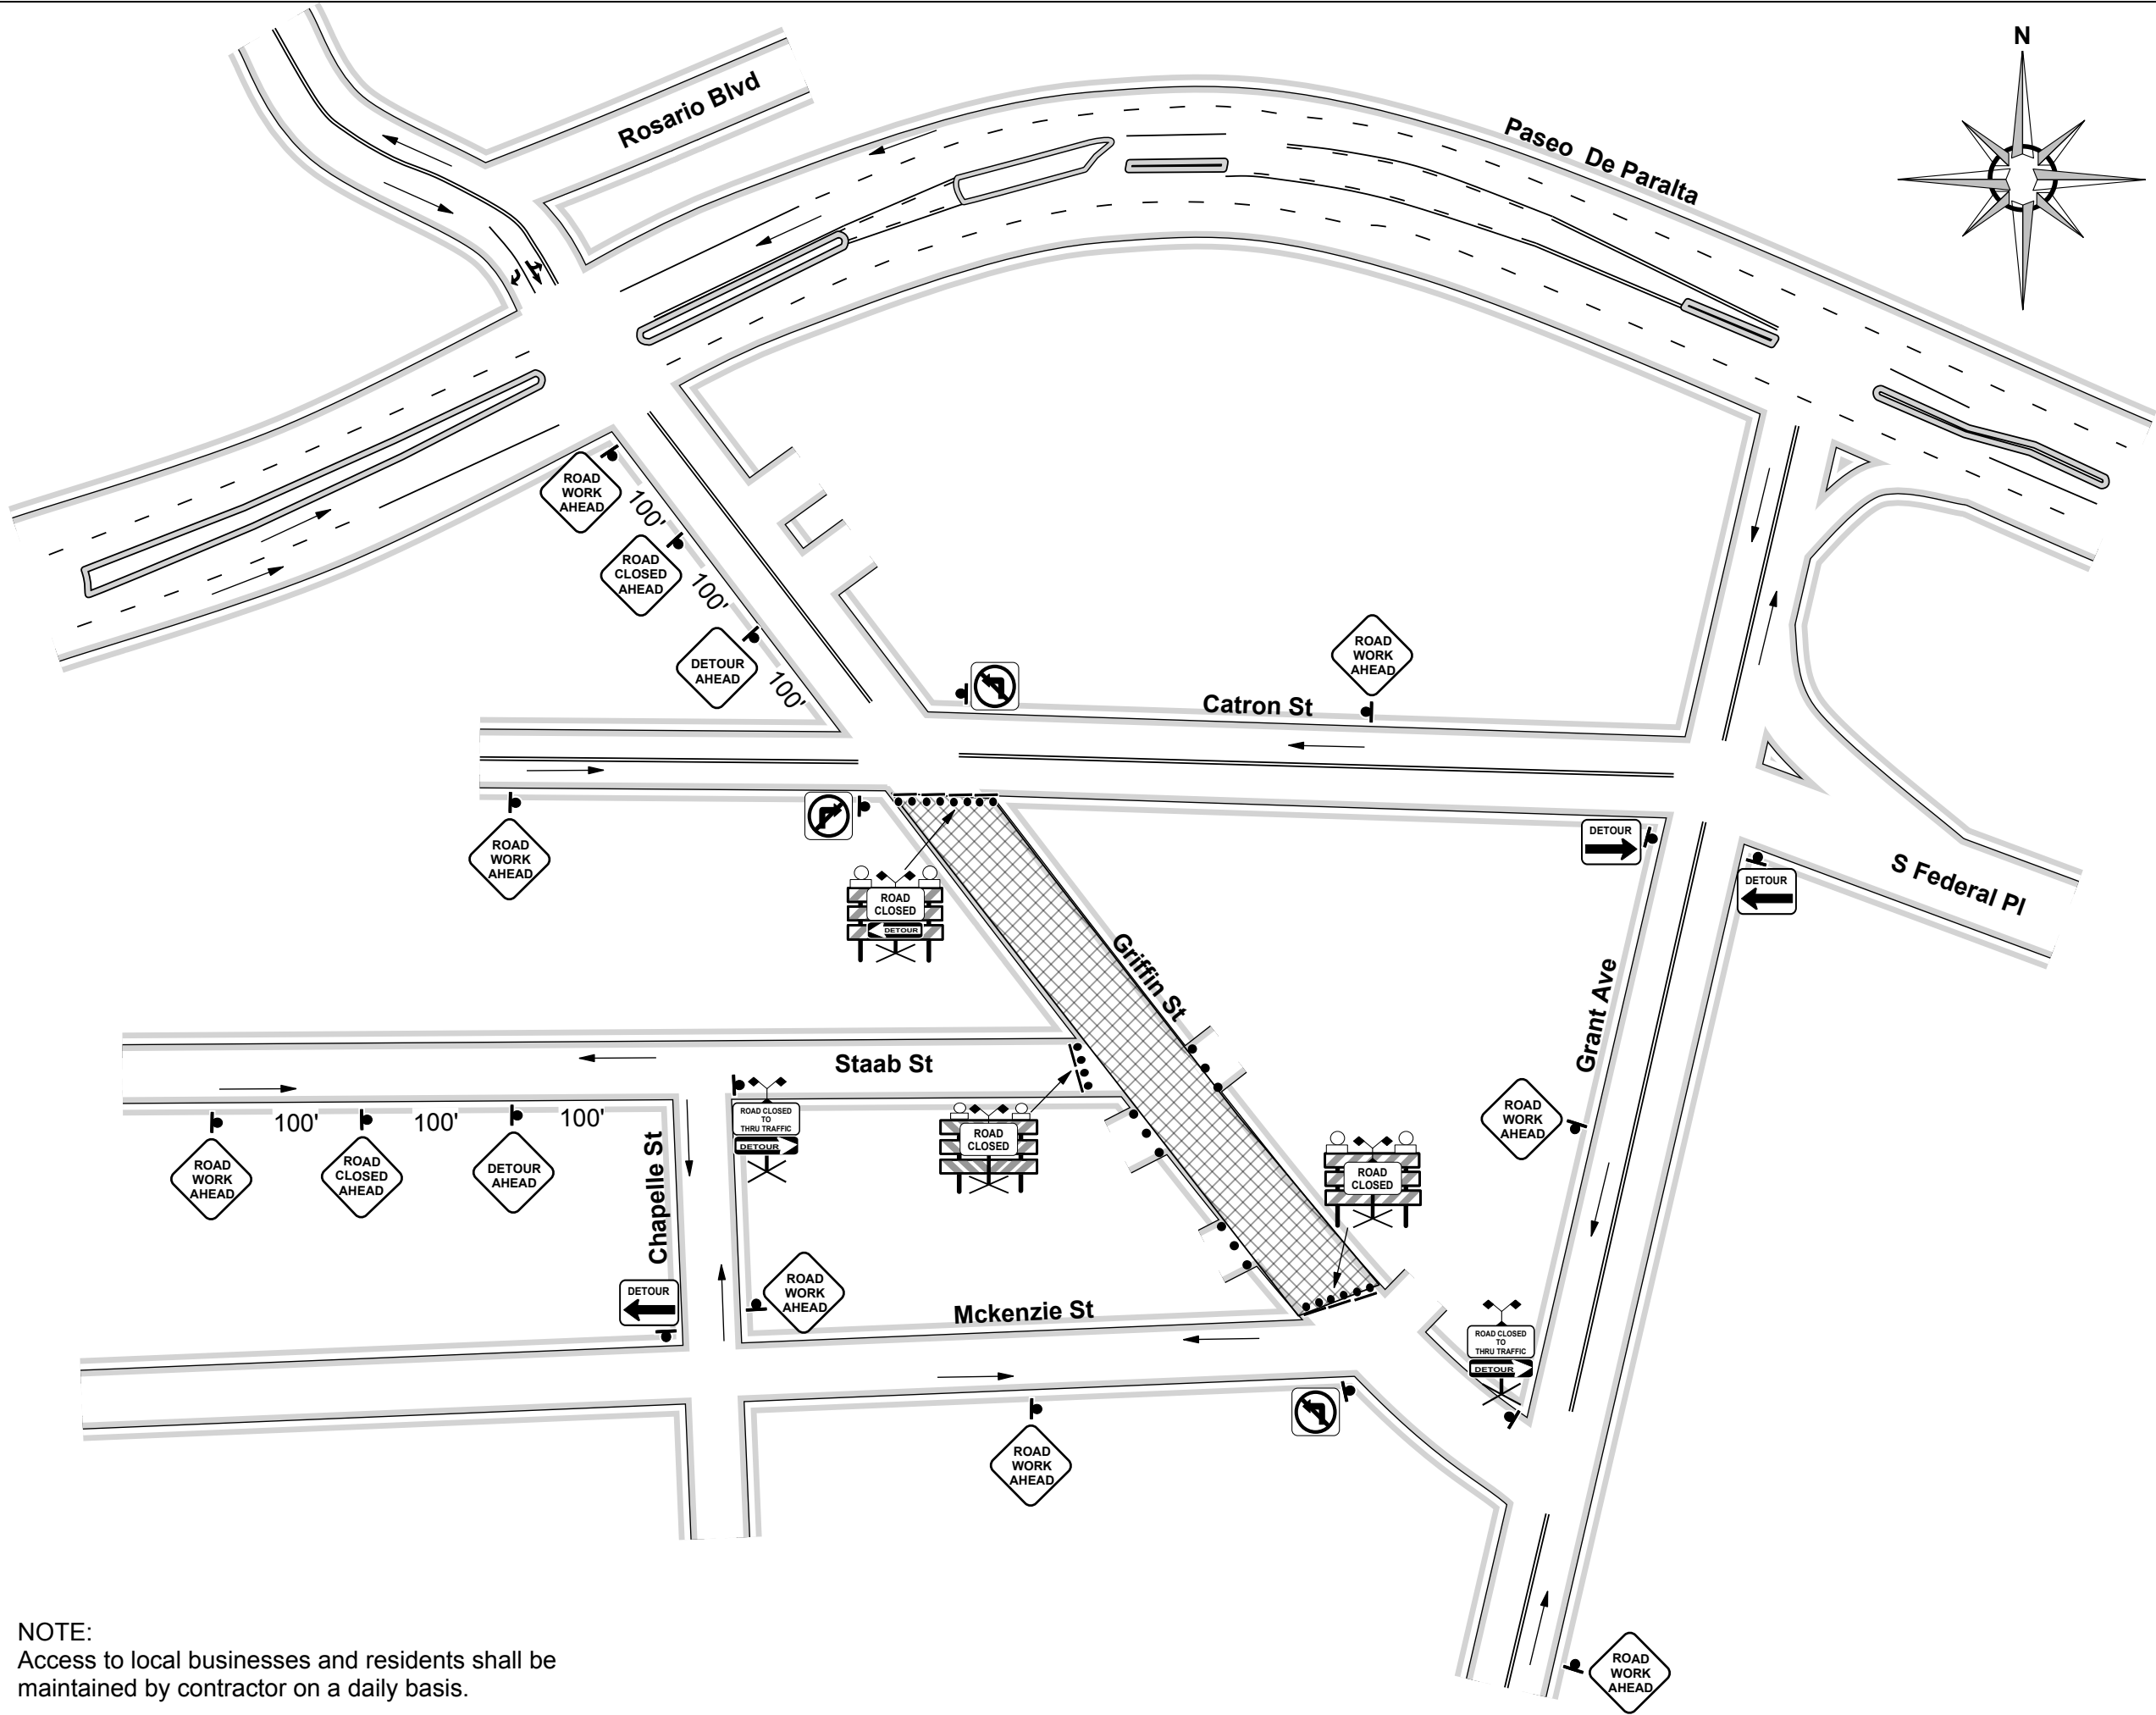 N
Rosario Blvd
Paseo De Paralta
ROAD
WORK
AHEAD
100'
ROAD
CLOSED
AHEAD
100'
DETOUR
AHEAD
100'
ROAD
WORK
AHEAD
Catron St
ROAD
WORK
AHEAD
DETOUR
DETOUR
S Federal Pl
ROAD
CLOSED
DETOUR
Griffin St
Grant Ave
Staab St
100'
100'
100'
ROAD
WORK
AHEAD
ROAD
CLOSED
AHEAD
DETOUR
AHEAD
Chapelle St
ROAD CLOSED
TO
THRU TRAFFIC
DETOUR
ROAD
CLOSED
ROAD
CLOSED
ROAD
WORK
AHEAD
DETOUR
ROAD
WORK
AHEAD
Mckenzie St
ROAD CLOSED
TO
THRU TRAFFIC
DETOUR
ROAD
WORK
AHEAD
ROAD
WORK
AHEAD
NOTE:
Access to local businesses and residents shall be
maintained by contractor on a daily basis.